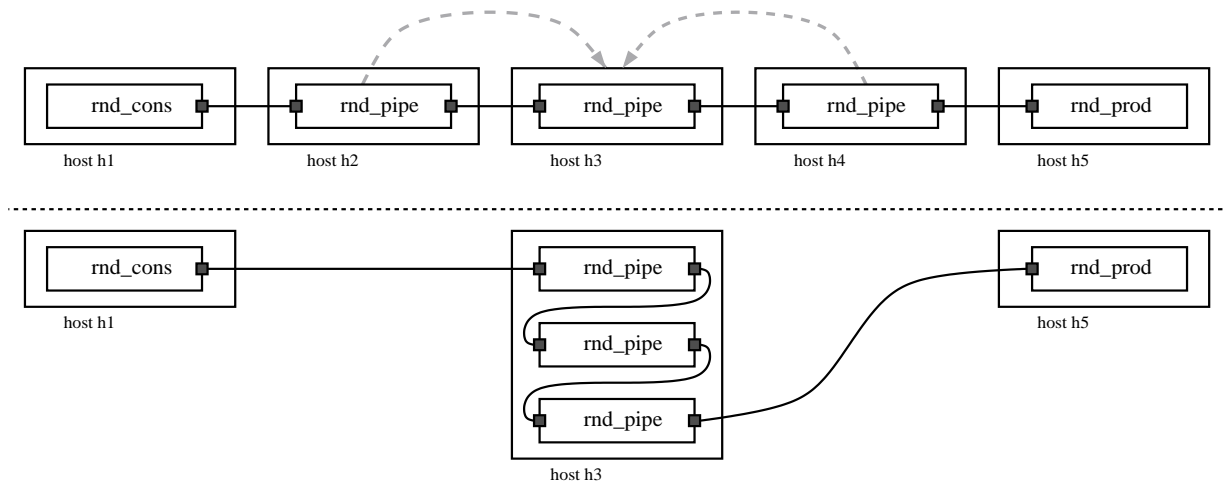 rnd_cons rnd_pipe rnd_pipe rnd_pipe rnd_prod
host h1 host h2 host h3 host h4 host h5
rnd_cons rnd_pipe rnd_prod
host h1 host h5
rnd_pipe
rnd_pipe
host h3